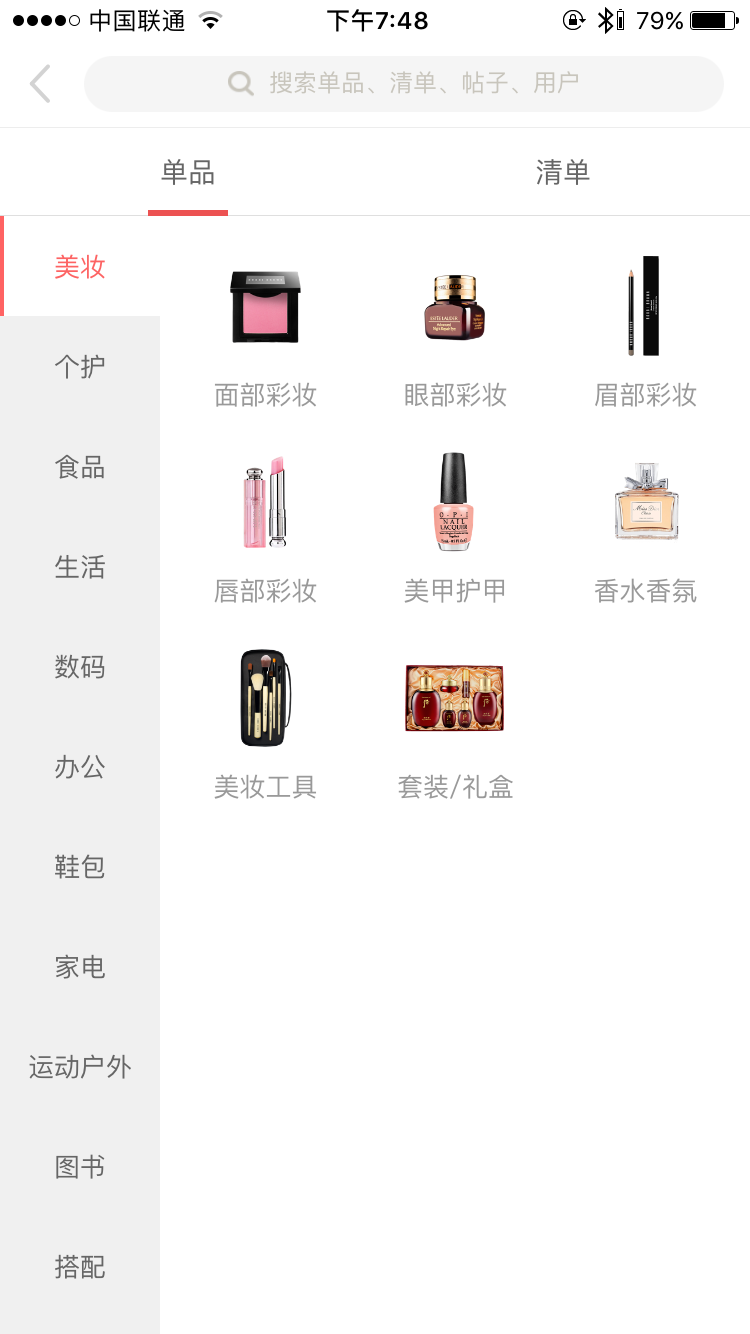 中国联通 下午7:48 79%
搜索单品、清单、帖子、用户
单品 清单
美妆
个护
食品
生活
数码
办公
鞋包
家电
运动户外
图书
搭配
面部彩妆 眼部彩妆 眉部彩妆
O·P·I
NAIL
LACQUER
唇部彩妆 美甲护甲 香水香氛
美妆工具 套装/礼盒